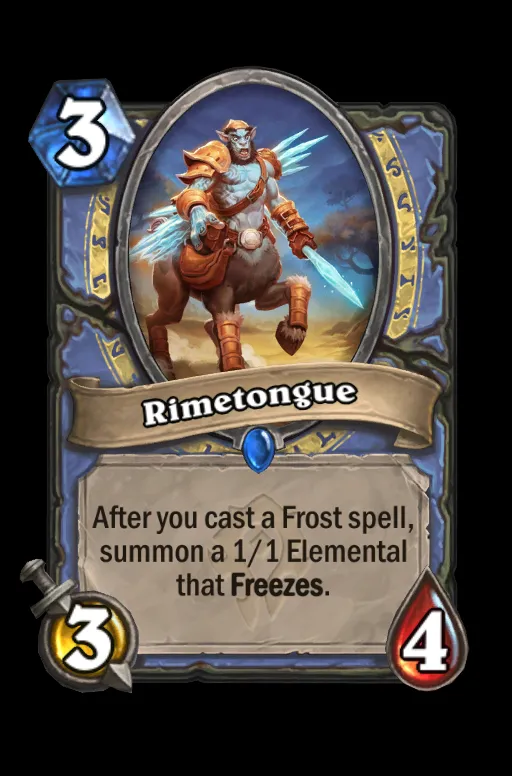 3
Rimetongue
After you cast a Frost spell,
summon a 1/1 Elemental
that Freezes.
3
4